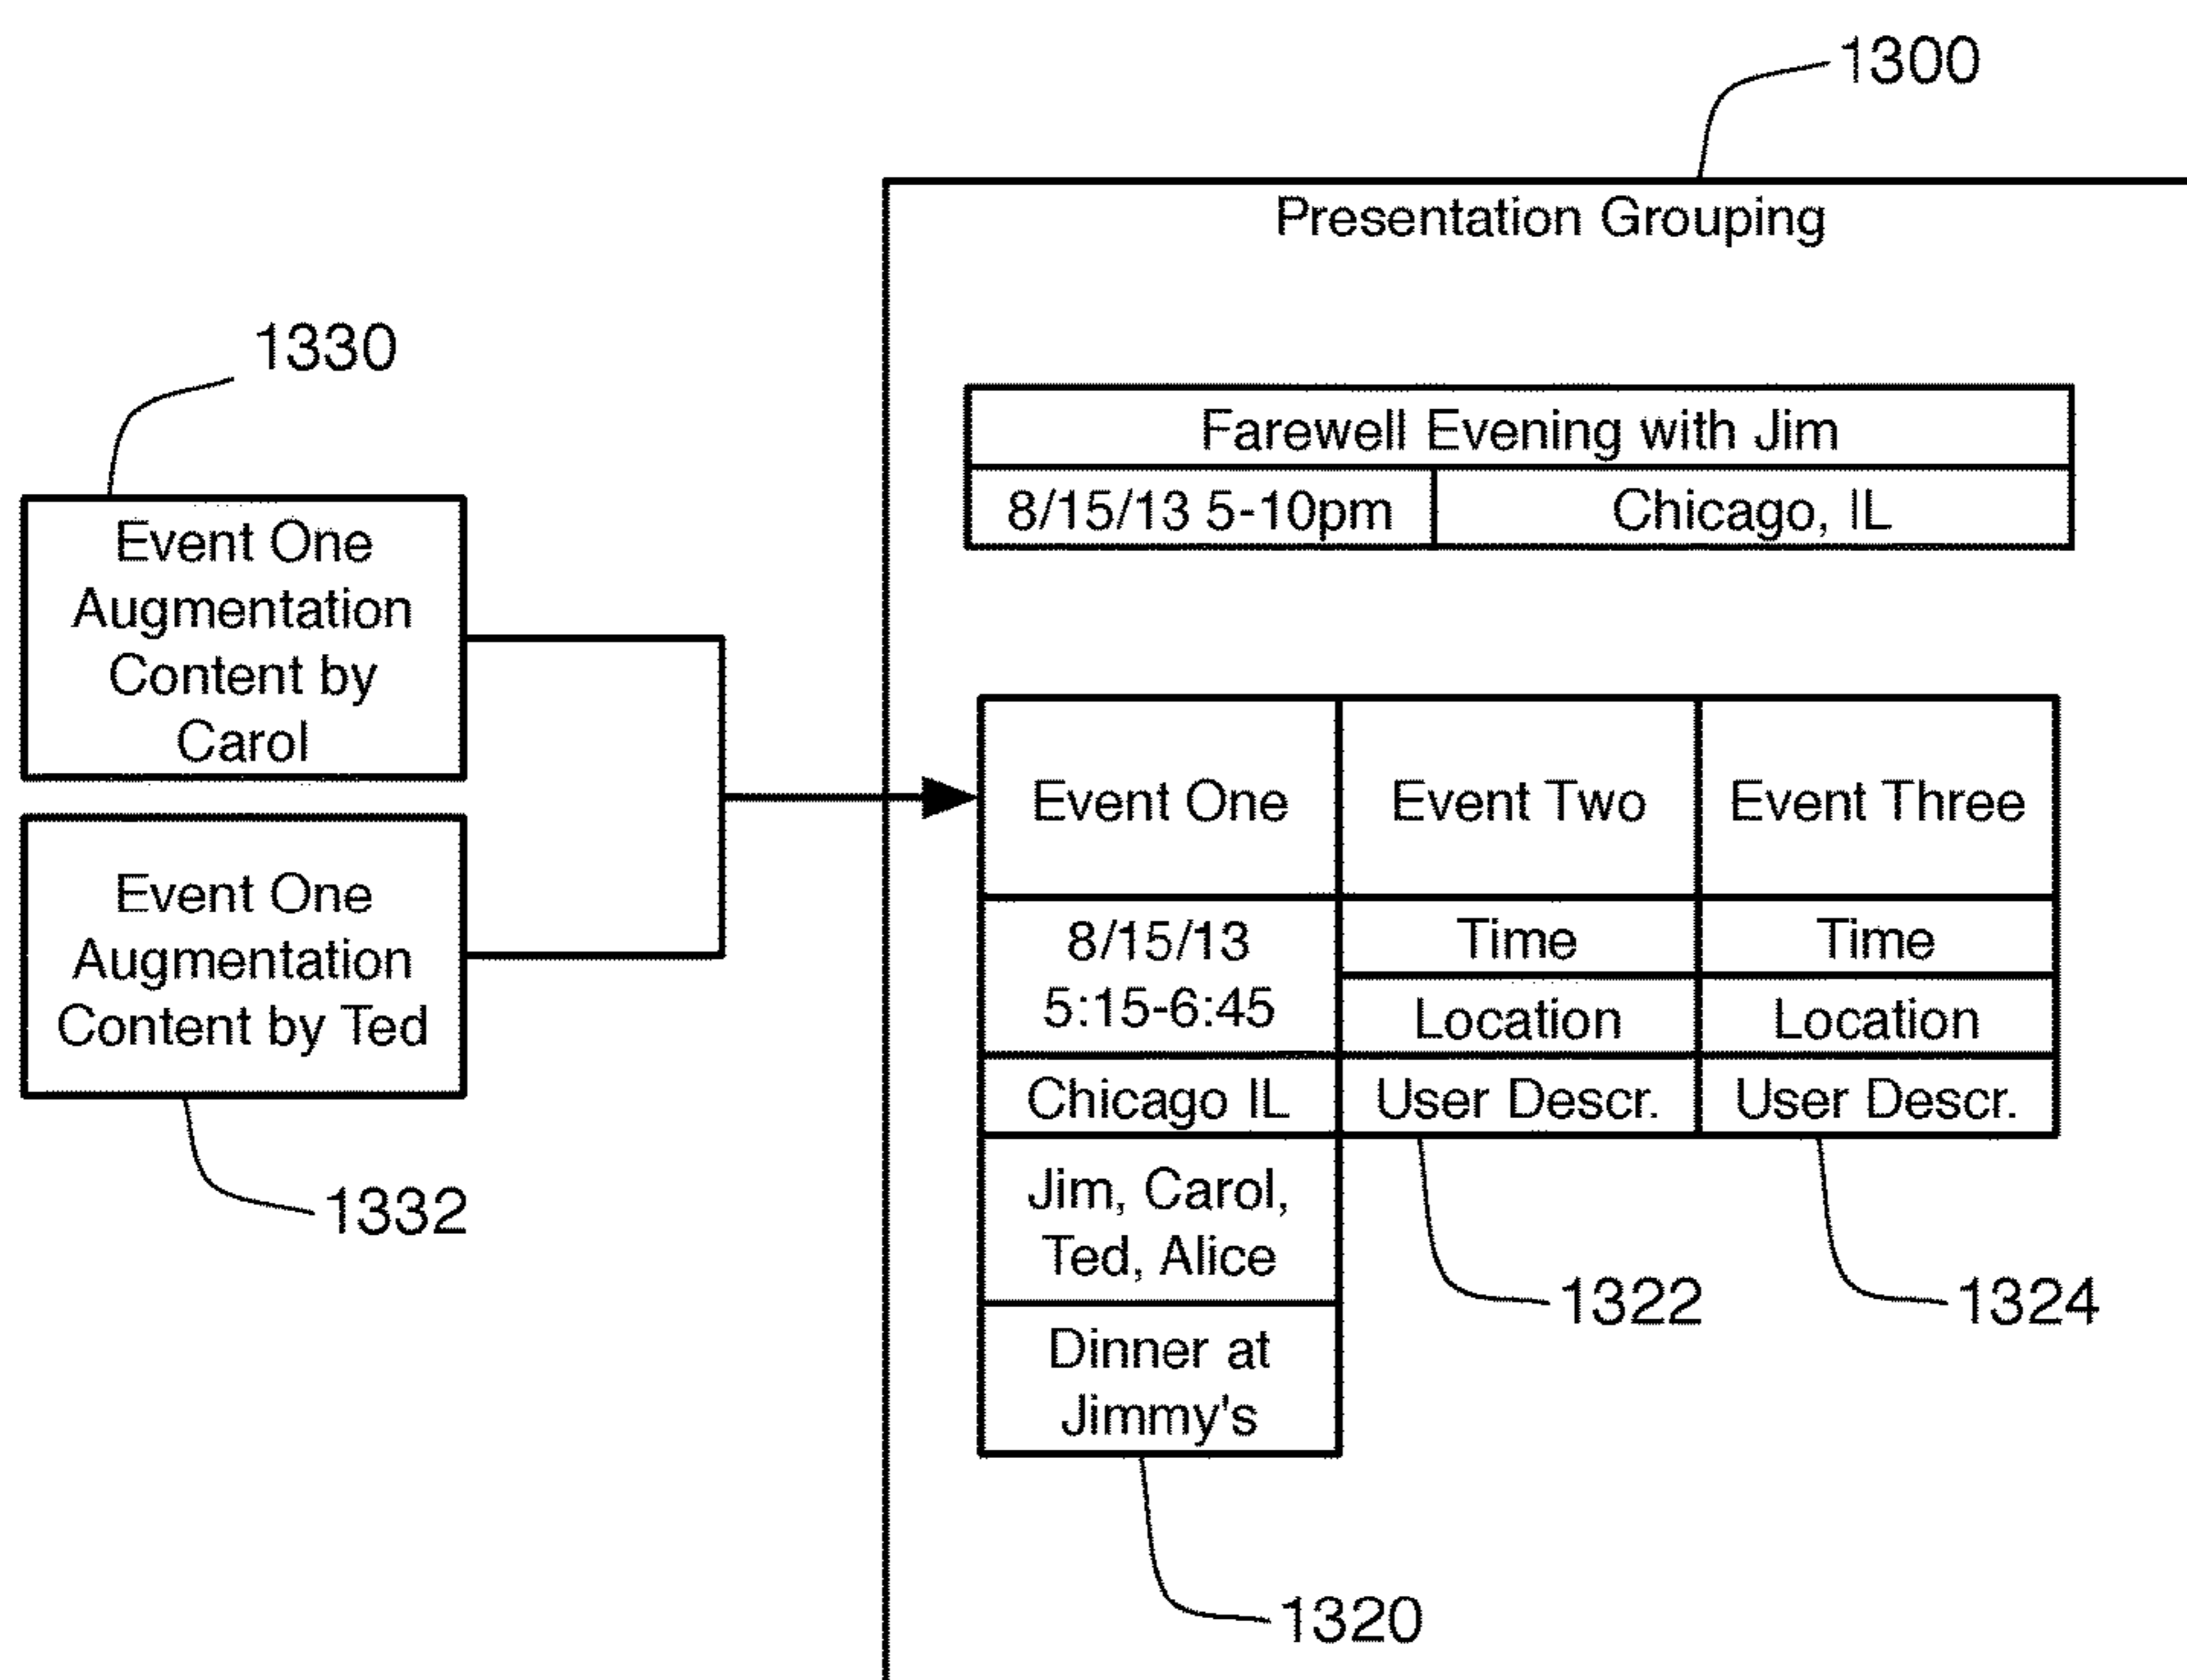 1300
Presentation Grouping
1330
Farewell Evening with Jim
8/15/13 5-10pm
Chicago, IL
Event One
Augmentation
Content by
Carol
Event One
Augmentation
Content by Ted
1332
Event One
Event Two
Event Three
8/15/13
5:15-6:45
Time
Time
Location
Location
Chicago IL
User Descr.
User Descr.
Jim, Carol,
Ted, Alice
Dinner at
Jimmy's
1322
1324
1320